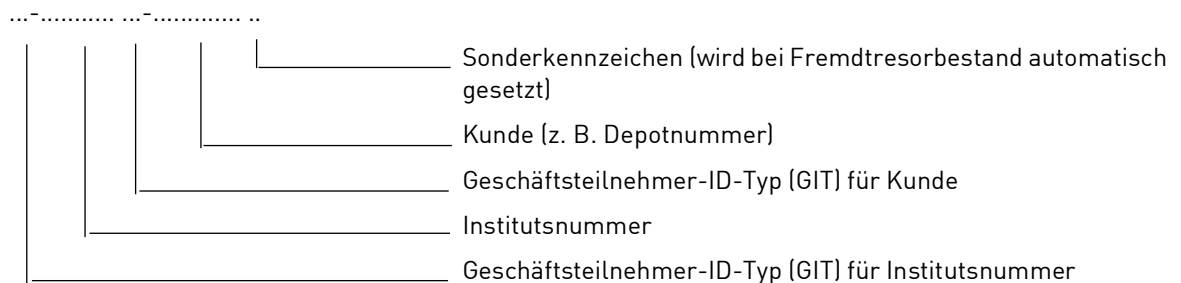 ...-........... ...-............. ..
Sonderkennzeichen (wird bei Fremdtresorbestand automatisch
gesetzt)
Kunde (z. B. Depotnummer)
Geschäftsteilnehmer-ID-Typ (GIT) für Kunde
Institutsnummer
Geschäftsteilnehmer-ID-Typ (GIT) für Institutsnummer